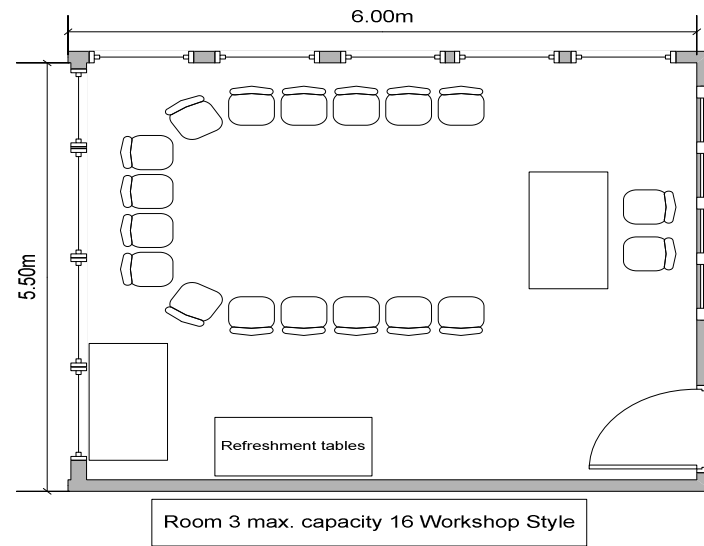 6.00m
5.50m
Refreshment tables
Room 3 max. capacity 16 Workshop Style